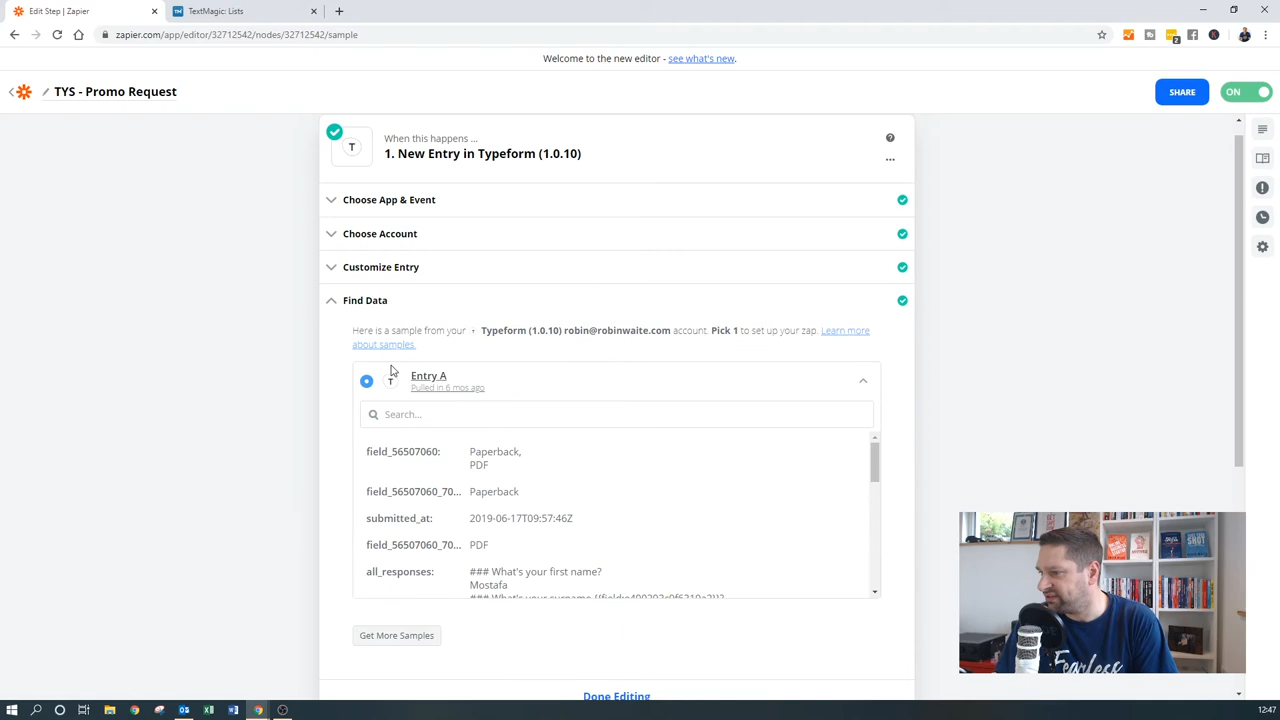 Edit Step | Zapier
TextMagic: Lists
zapier.com/app/editor/32712542/nodes/32712542/sample
2
Welcome to the new editor - see what's new.
TYS - Promo Request
SHARE
ON
T
When this happens ...
1. New Entry in Typeform (1.0.10)
Choose App & Event
Choose Account
Customize Entry
Find Data
Here is a sample from your Typeform (1.0.10) robin@robinwaite.com account. Pick 1 to set up your zap. Learn more
about samples.
T
Entry A
Pulled in 6 mos ago
Search...
field_56507060: Paperback,
PDF
field_56507060_70... Paperback
submitted_at: 2019-06-17T09:57:46Z
field_56507060_70... PDF
all_responses: ### What's your first name?
Mostafa
Get More Samples
Done Editing
Fearless
12:47